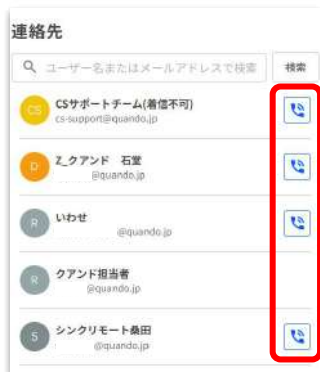 連絡先
ユーザー名またはメールアドレスで検索
検索
CS
CSサポートチーム(着信不可)
cs-support@quando.jp
D
Z_クアンド 石堂
@quando.jp
R
いわせ
@quando.jp
R
クアンド担当者
@quando.jp
S
シンクリモート桑田
@quando.jp